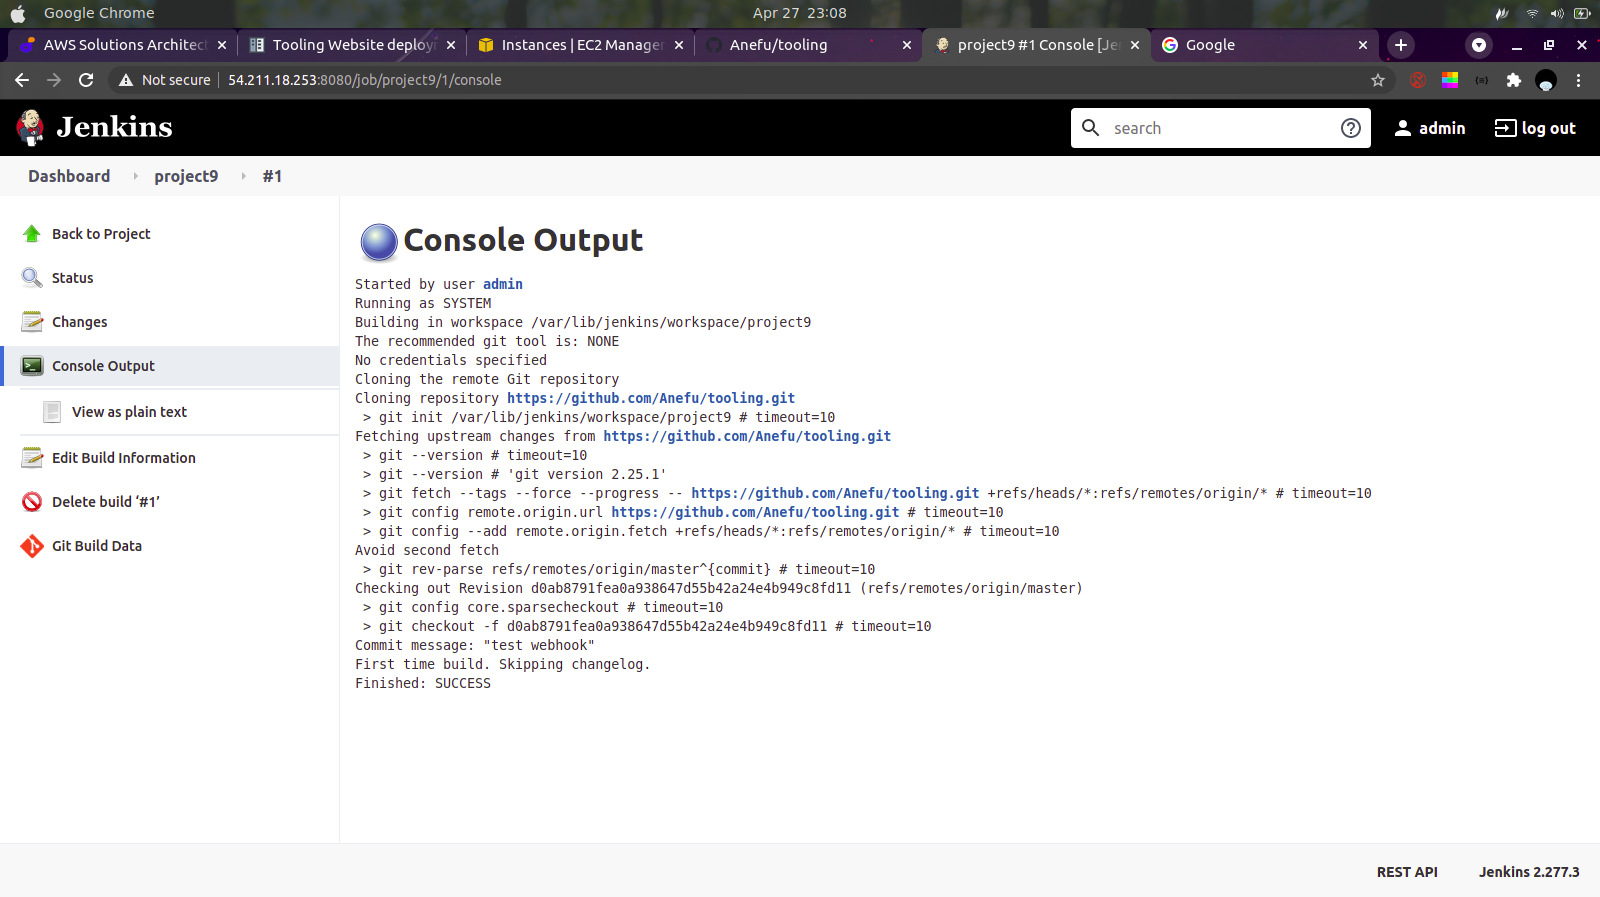 Google Chrome
Apr 27 23:08
AWS Solutions Architect
Tooling Website deploy
Instances | EC2 Manager
Anefu/tooling
project9 #1 Console [Je
Google
Not secure
54.211.18.253:8080/job/project9/1/console
Jenkins
search
admin
log out
Dashboard
project9
#1
Back to Project
Status
Changes
Console Output
View as plain text
Edit Build Information
Delete build ‘#1’
Git Build Data
Console Output
Started by user admin
Running as SYSTEM
Building in workspace /var/lib/jenkins/workspace/project9
The recommended git tool is: NONE
No credentials specified
Cloning the remote Git repository
Cloning repository https://github.com/Anefu/tooling.git
> git init /var/lib/jenkins/workspace/project9 # timeout=10
Fetching upstream changes from https://github.com/Anefu/tooling.git
> git --version # timeout=10
> git --version # 'git version 2.25.1'
> git fetch --tags --force --progress -- https://github.com/Anefu/tooling.git +refs/heads/*:refs/remotes/origin/* # timeout=10
> git config remote.origin.url https://github.com/Anefu/tooling.git # timeout=10
> git config --add remote.origin.fetch +refs/heads/*:refs/remotes/origin/* # timeout=10
Avoid second fetch
> git rev-parse refs/remotes/origin/master^{commit} # timeout=10
Checking out Revision d0ab8791fea0a938647d55b42a24e4b949c8fd11 (refs/remotes/origin/master)
> git config core.sparsecheckout # timeout=10
> git checkout -f d0ab8791fea0a938647d55b42a24e4b949c8fd11 # timeout=10
Commit message: "test webhook"
First time build. Skipping changelog.
Finished: SUCCESS
REST API
Jenkins 2.277.3